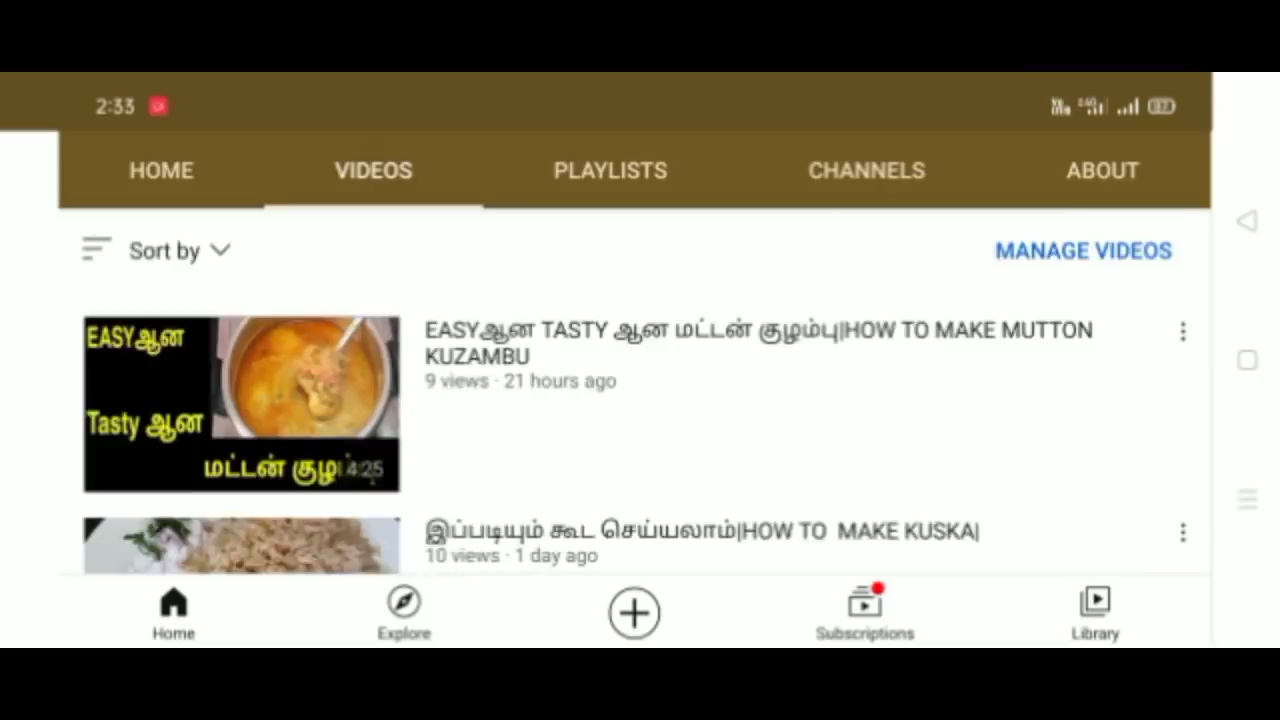 2:33
HOME VIDEOS PLAYLISTS CHANNELS ABOUT
Sort by MANAGE VIDEOS
EASYஆன
Tasty ஆன
மட்டன் 4:25
EASYஆன TASTY ஆன மட்டன் குழம்பு|HOW TO MAKE MUTTON
KUZAMBU
9 views · 21 hours ago
இப்படியும் கூட செய்யலாம்|HOW TO MAKE KUSKA|
10 views · 1 day ago
Home Explore Subscriptions Library